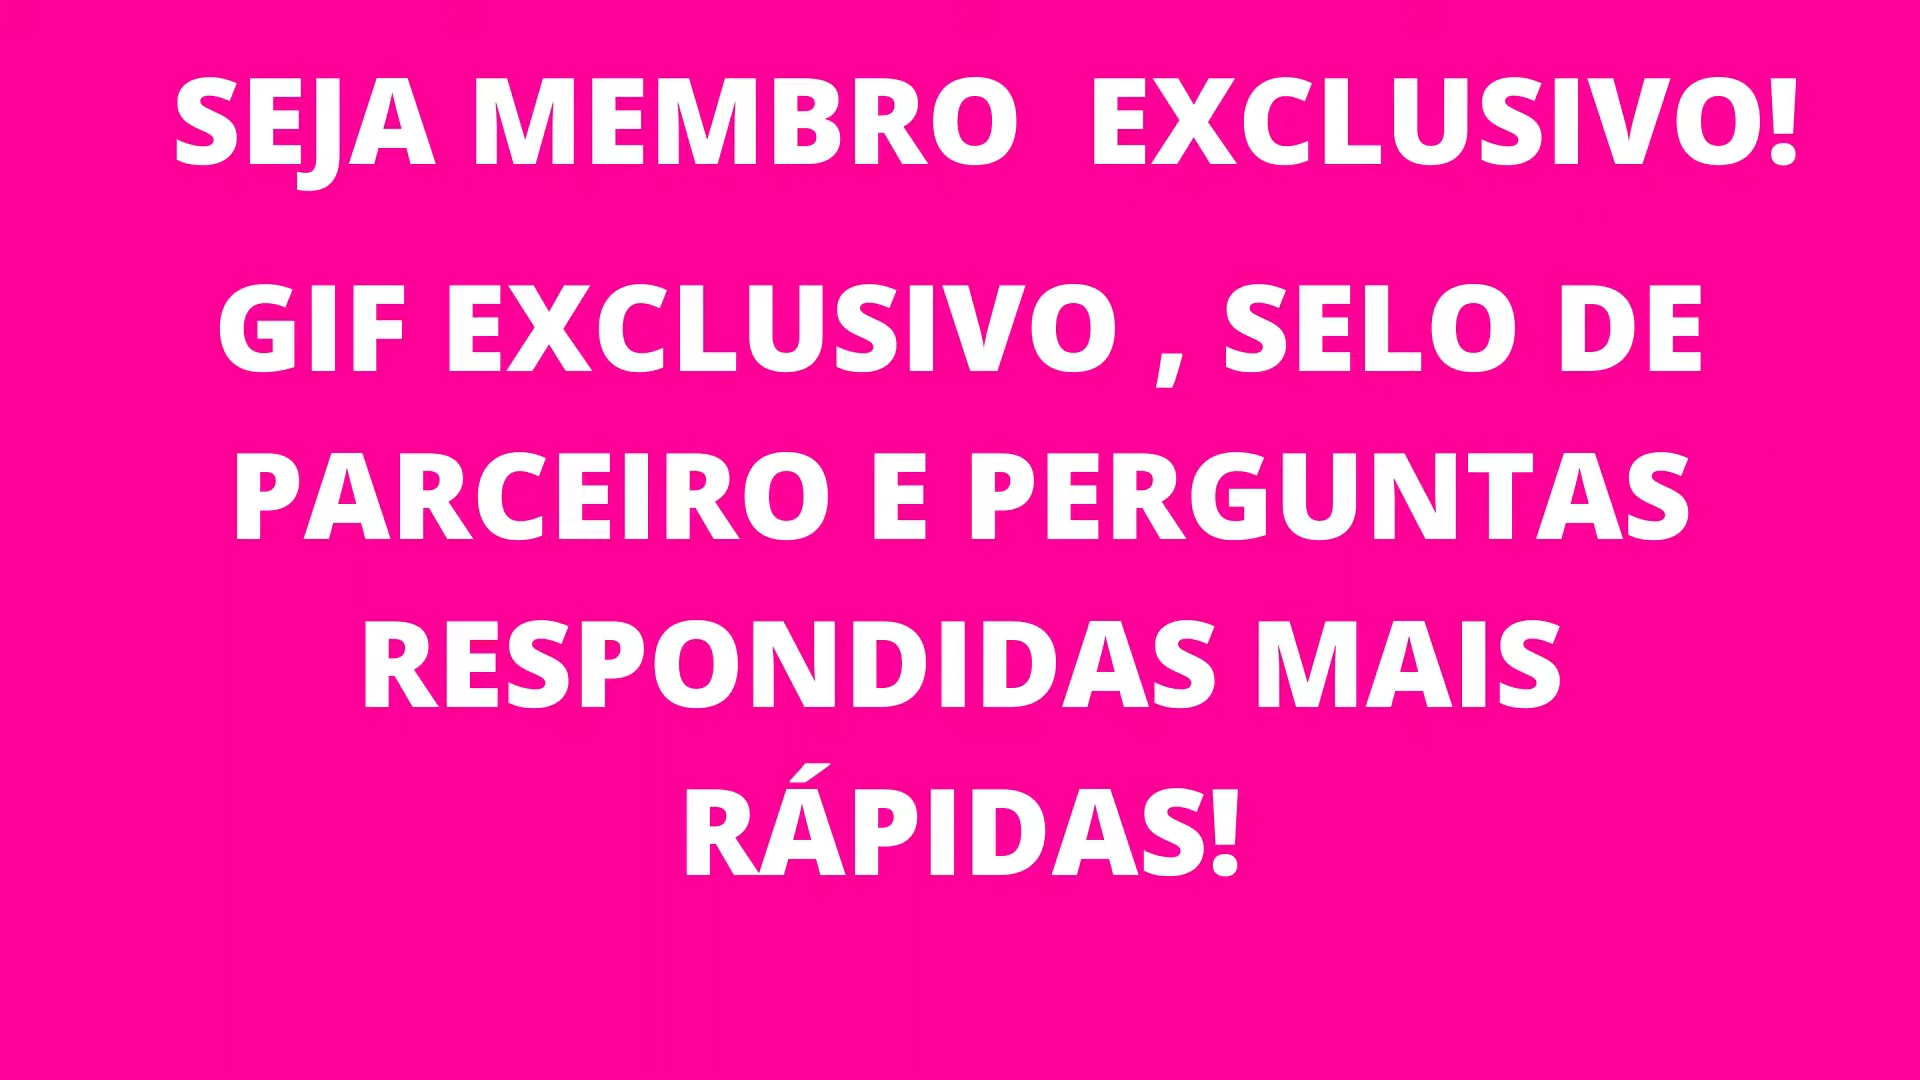 SEJA MEMBRO  EXCLUSIVO!
GIF EXCLUSIVO , SELO DE
PARCEIRO E PERGUNTAS
RESPONDIDAS MAIS
RÁPIDAS!